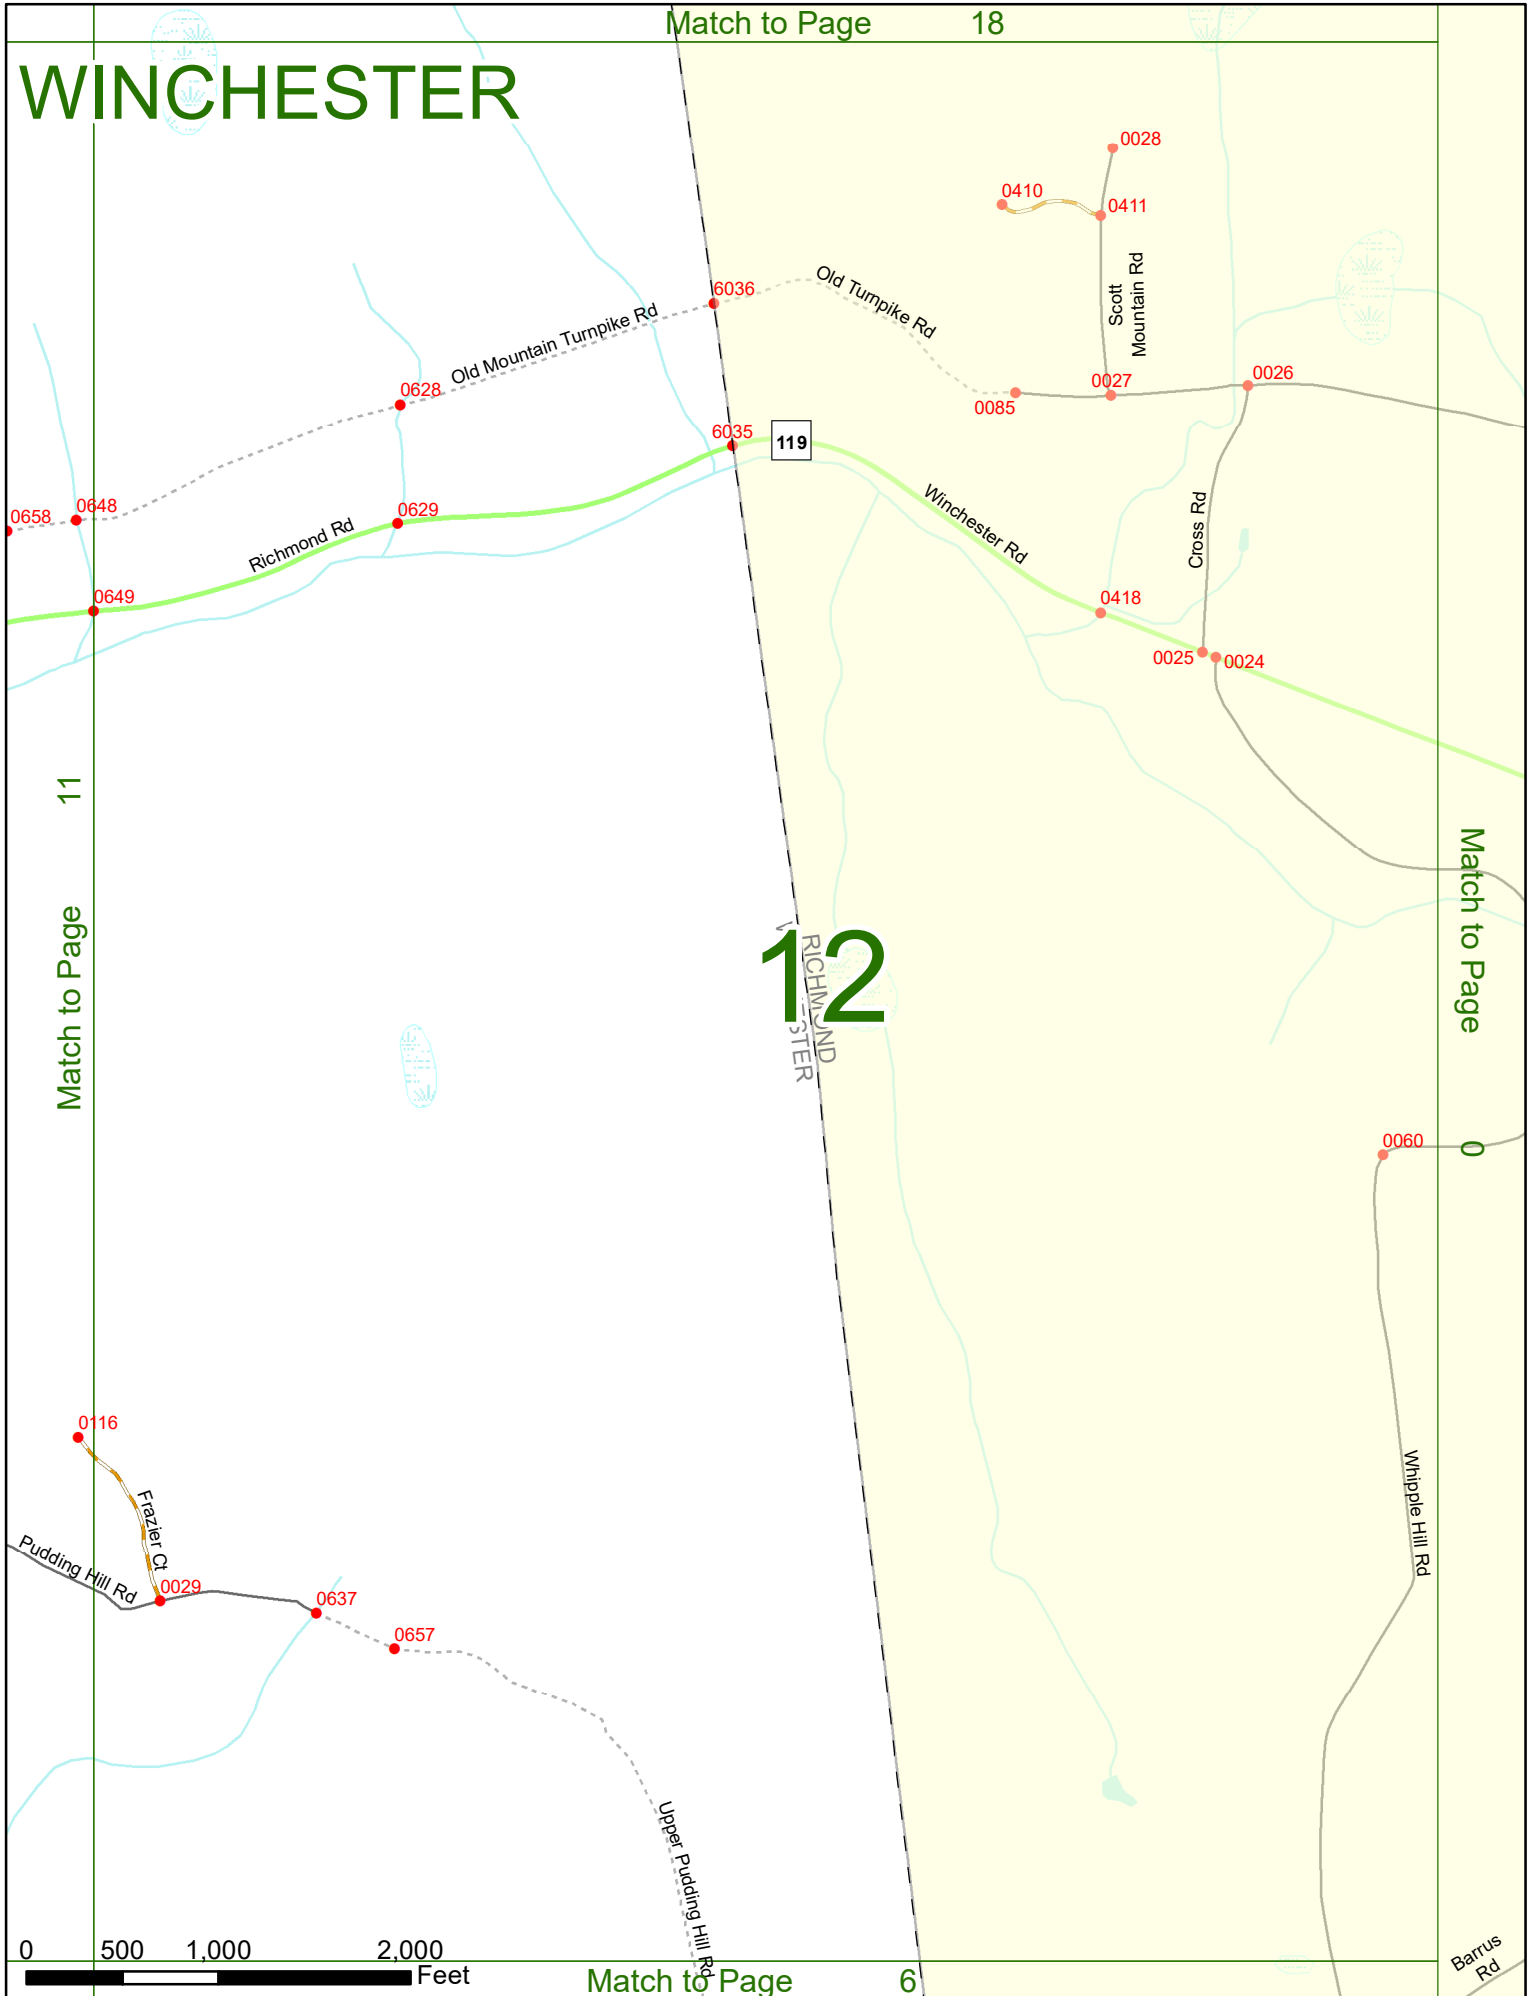 Match to Page 18
WINCHESTER
0028
0410
0411
Scott
Mountain Rd
6036
Old Turnpike Rd
Old Mountain Turnpike Rd
0628
0027
0026
0085
6035
119
0658
0648
0629
Richmond Rd
Winchester Rd
Cross Rd
0649
0418
0025
0024
Match to Page 11
Match to Page 0
12
RICHMOND
0060
0116
Frazier Ct
Pudding Hill Rd
0029
0637
0657
Whipple Hill Rd
Upper Pudding Hill Rd
Barrus
Rd
0 500 1,000 2,000
Feet
Match to Page 6